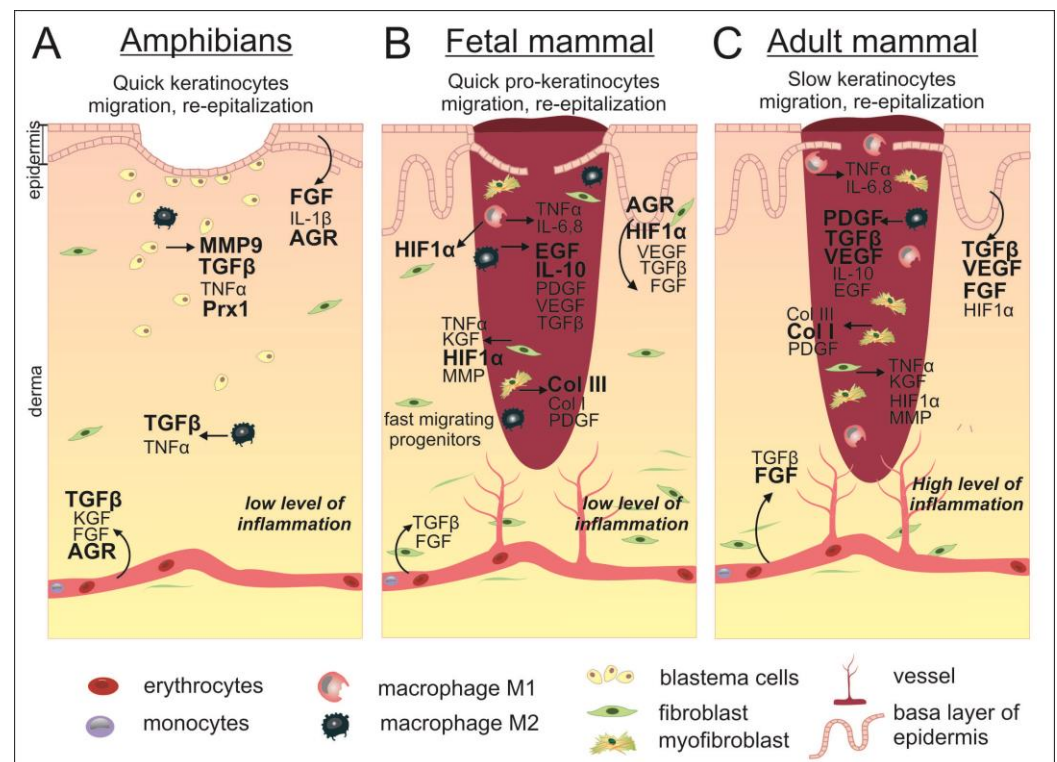 A Amphibians
Quick keratinocytes
migration, re-epitalization
epidermis
derma
FGF
IL-1β
AGR
MMP9
TGFβ
TNFα
Prx1
TGFβ
TNFα
TGFβ
KGF
FGF
AGR
low level of
inflammation
B Fetal mammal
Quick pro-keratinocytes
migration, re-epitalization
TNFα
IL-6,8
HIF1α
EGF
IL-10
PDGF
VEGF
TGFβ
AGR
HIF1α
VEGF
TGFβ
FGF
TNFα
KGF
HIF1α
MMP
Col III
Col I
PDGF
fast migrating
progenitors
TGFβ
FGF
low level of
inflammation
C Adult mammal
Slow keratinocytes
migration, re-epitalization
TNFα
IL-6,8
PDGF
TGFβ
VEGF
IL-10
EGF
TGFβ
VEGF
FGF
HIF1α
Col III
Col I
PDGF
TNFα
KGF
HIF1α
MMP
TGFβ
FGF
High level of
inflammation
erythrocytes
monocytes
macrophage M1
macrophage M2
blastema cells
fibroblast
myofibroblast
vessel
basa layer of
epidermis